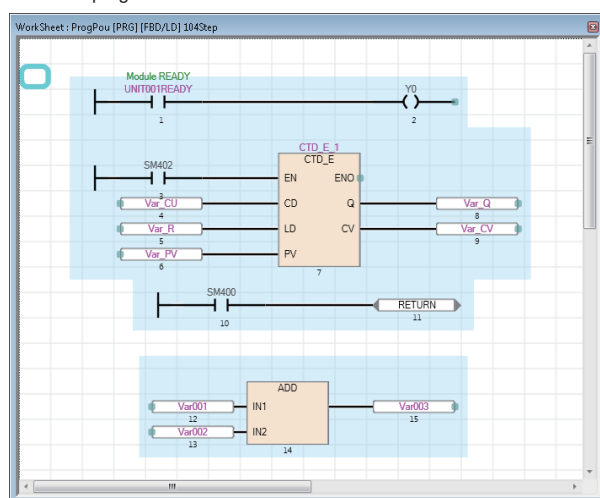 WorkSheet : ProgPou [PRG] [FBD/LD] 104Step
Module READY
UNIT001READY
Y0
1
2
CTD_E_1
CTD_E
SM402
EN
ENO
3
Var_CU
CD
Q
Var_Q
4
8
Var_R
LD
CV
Var_CV
5
9
Var_PV
PV
6
7
SM400
RETURN
10
11
ADD
Var001
IN1
Var003
12
15
Var002
IN2
13
14